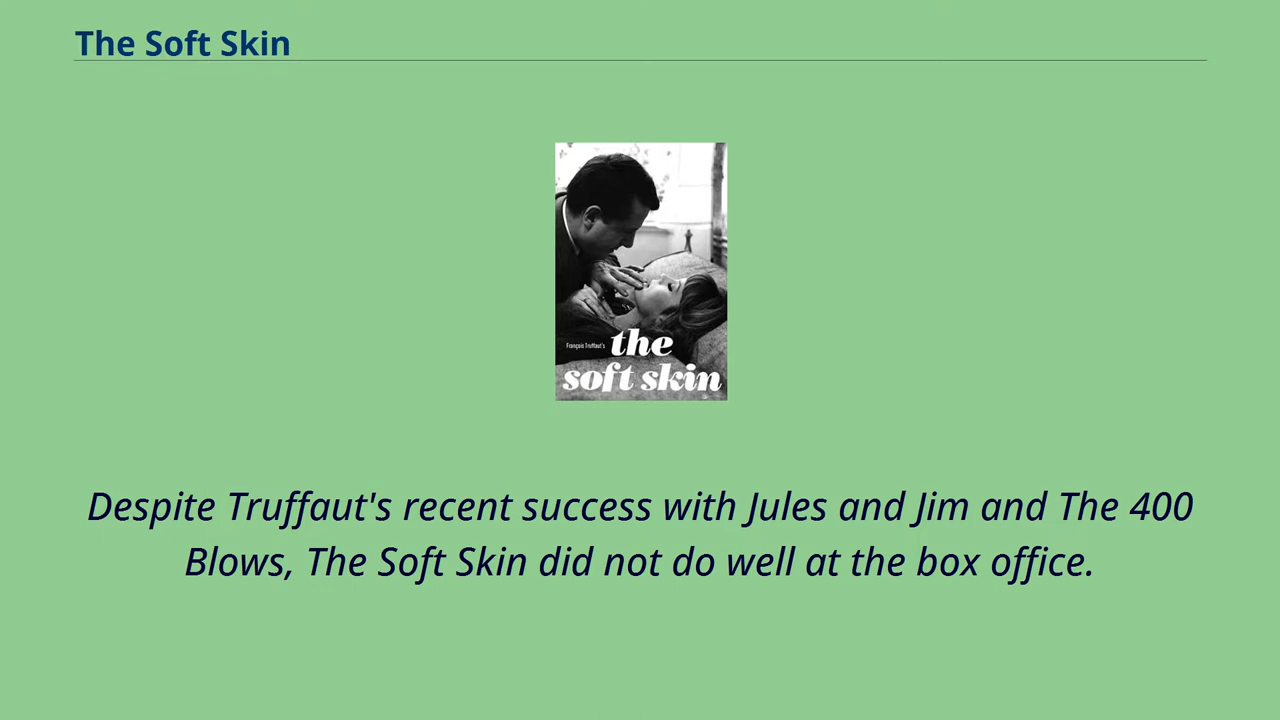 The Soft Skin
François Truffaut's
the
soft skin
Despite Truffaut's recent success with Jules and Jim and The 400
Blows, The Soft Skin did not do well at the box office.